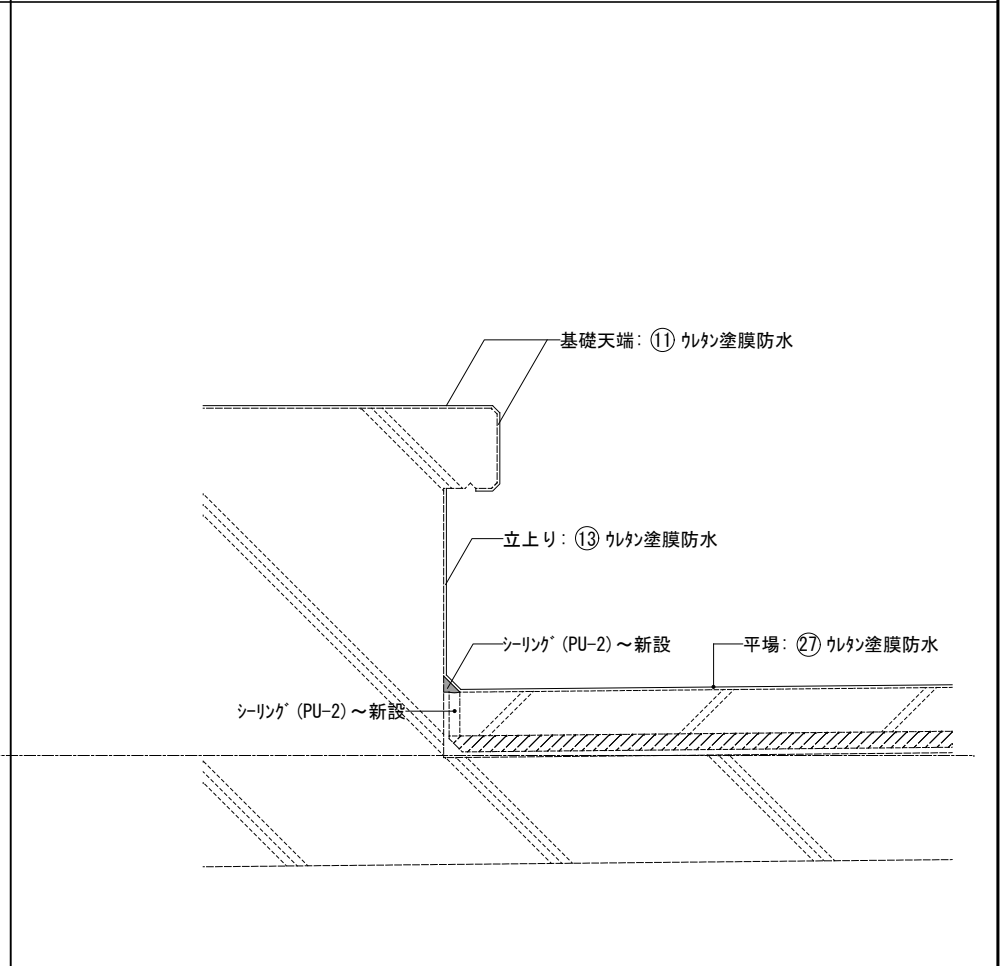 基礎天端: ⑪ ｳﾚﾀﾝ塗膜防水
立上り: ⑬ ｳﾚﾀﾝ塗膜防水
ｼｰﾘﾝｸﾞ(PU-2)～新設
平場: ㉗ ｳﾚﾀﾝ塗膜防水
ｼｰﾘﾝｸﾞ(PU-2)～新設